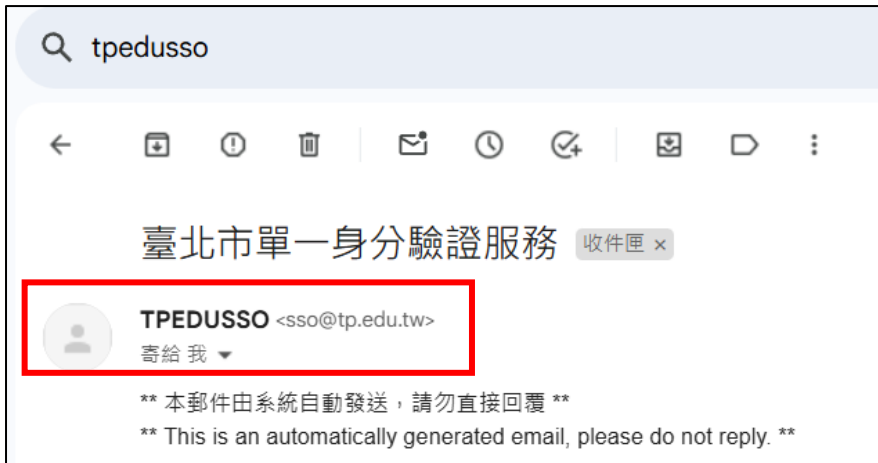 tpedusso
臺北市單一身分驗證服務 收件匣 ×
TPEDUSSO <sso@tp.edu.tw>
寄給 我
** 本郵件由系統自動發送，請勿直接回覆 **
** This is an automatically generated email, please do not reply. **